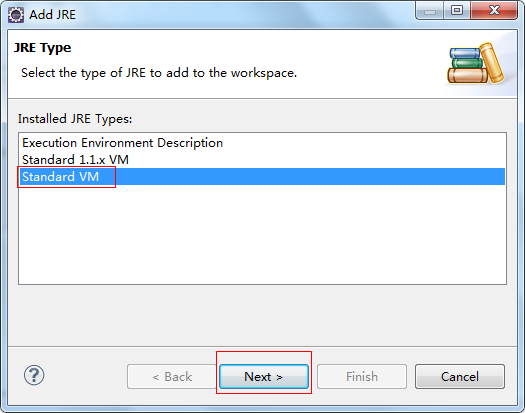 Add JRE
JRE Type
Select the type of JRE to add to the workspace.
Installed JRE Types:
Execution Environment Description
Standard 1.1.x VM
Standard VM
?
< Back
Next >
Finish
Cancel